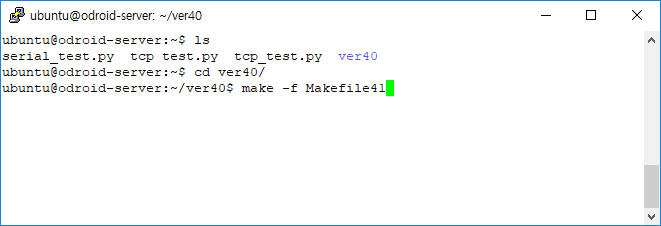 ubuntu@odroid-server: ~/ver40
ubuntu@odroid-server:~$ ls
serial_test.py  tcp test.py  tcp_test.py  ver40
ubuntu@odroid-server:~$ cd ver40/
ubuntu@odroid-server:~/ver40$ make -f Makefile4l